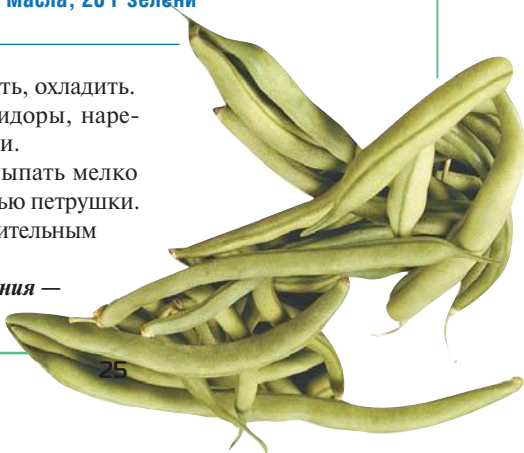 масла, 20 г зелени
ть, охладить.
идоры, наре-
и.
ыпать мелко
ью петрушки.
ительным
ния —
25